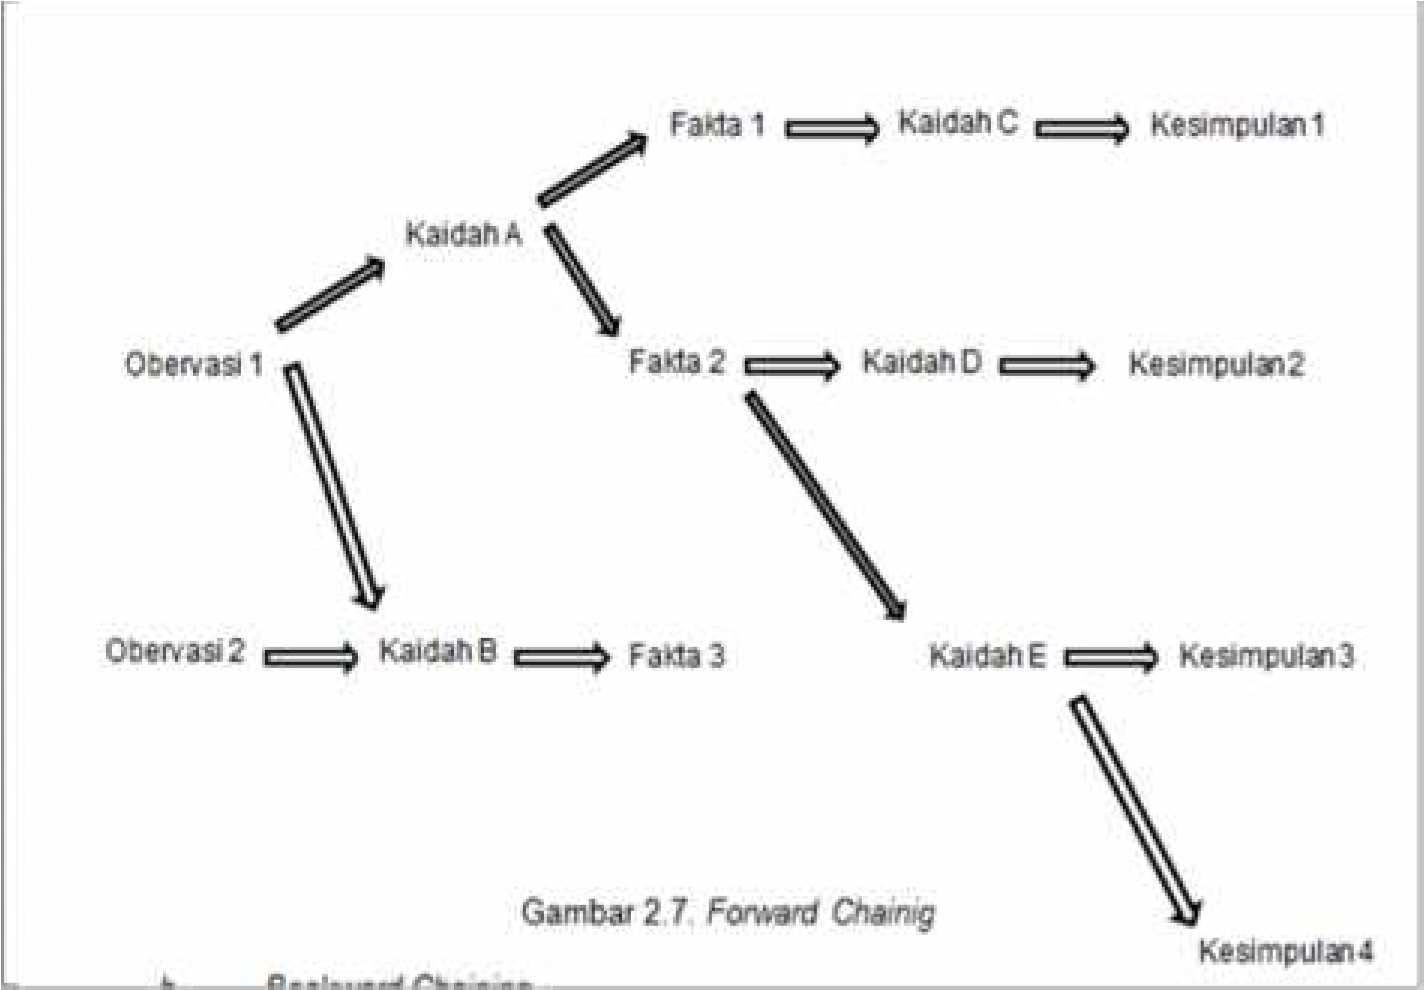 Fakta 1 Kaidah C Kesimpulan 1
Kaidah A
Obervasi 1 Fakta 2 Kaidah D Kesimpulan 2
Obervasi 2 Kaidah B Fakta 3 Kaidah E Kesimpulan 3
Gambar 2.7. Forward Chainig
Kesimpulan 4